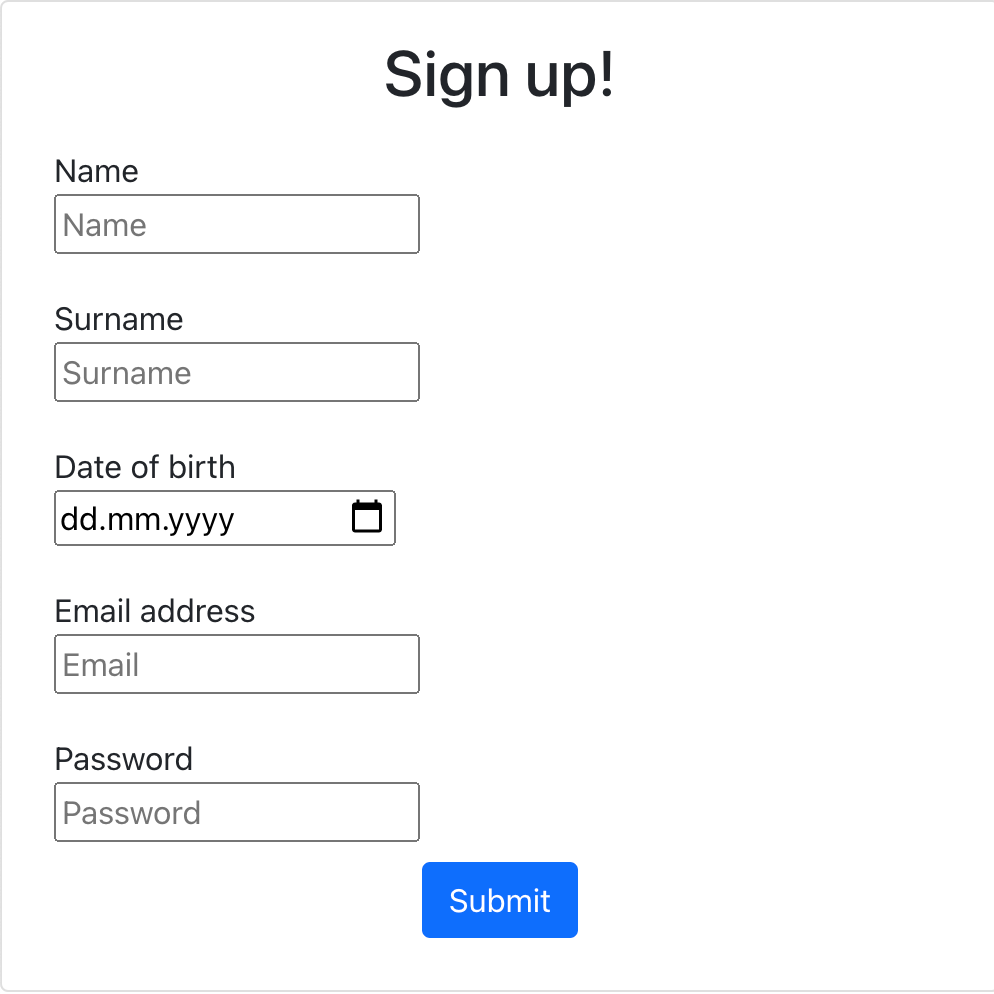 Sign up!
Name
Name
Surname
Surname
Date of birth
dd.mm.yyyy
Email address
Email
Password
Password
Submit